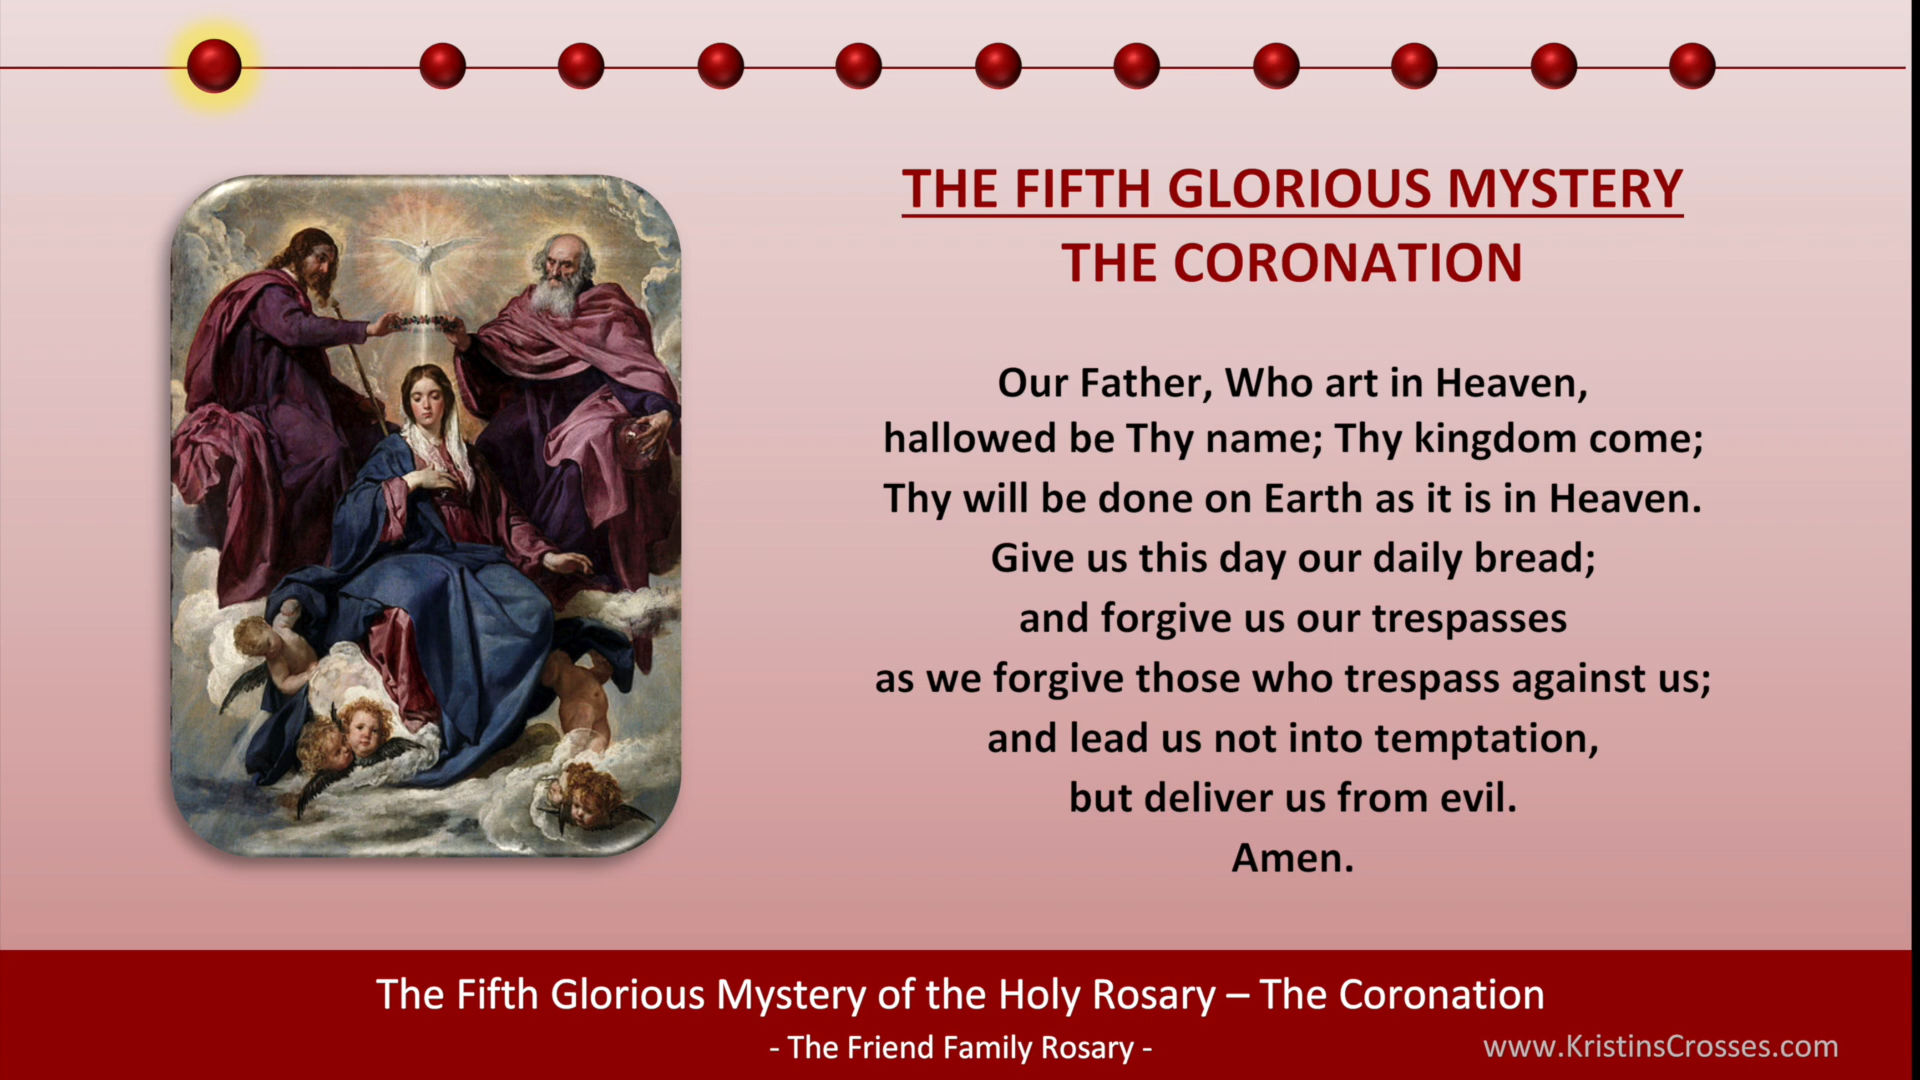 THE FIFTH GLORIOUS MYSTERY
THE CORONATION
Our Father, Who art in Heaven,
hallowed be Thy name; Thy kingdom come;
Thy will be done on Earth as it is in Heaven.
Give us this day our daily bread;
and forgive us our trespasses
as we forgive those who trespass against us;
and lead us not into temptation,
but deliver us from evil.
Amen.
The Fifth Glorious Mystery of the Holy Rosary – The Coronation
- The Friend Family Rosary -
www.KristinsCrosses.com